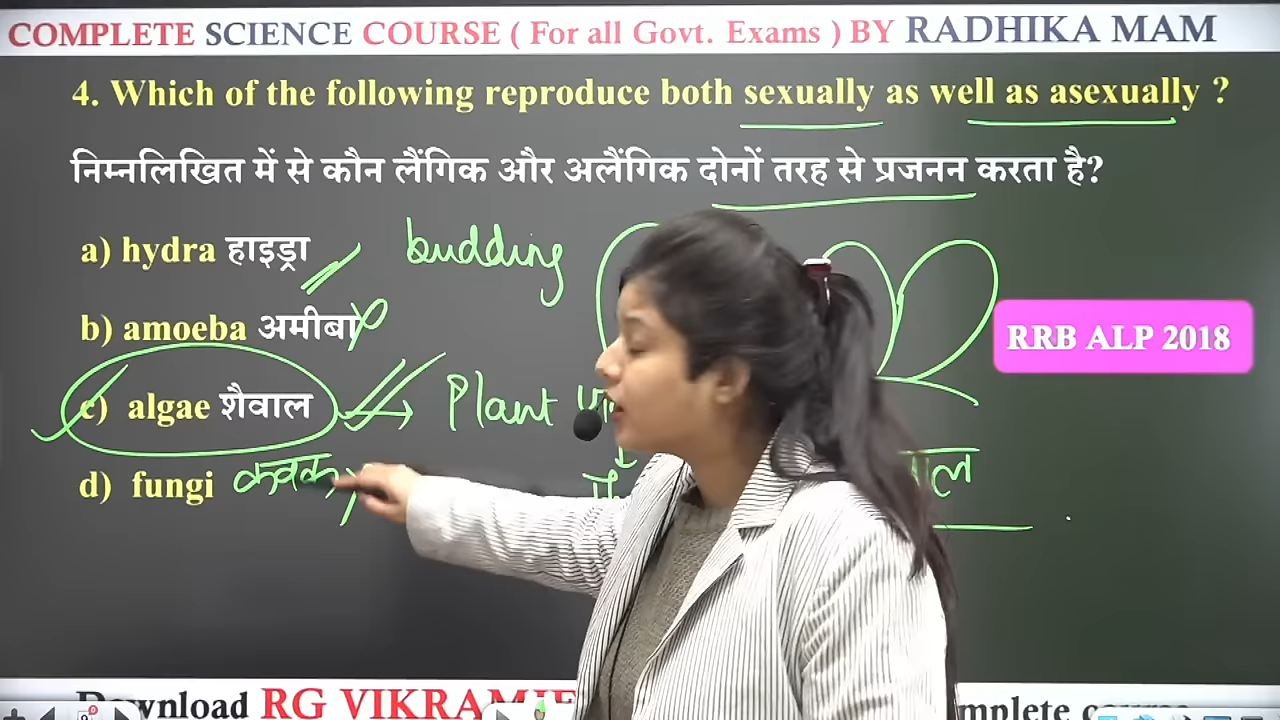 COMPLETE SCIENCE COURSE ( For all Govt. Exams ) BY RADHIKA MAM
4. Which of the following reproduce both sexually as well as asexually ?
निम्नलिखित में से कौन लैंगिक और अलैंगिक दोनों तरह से प्रजनन करता है?
a) hydra हाइड्रा budding
b) amoeba अमीबा
RRB ALP 2018
c) algae शैवाल Plant
d) fungi कवक
Download RG VIKRAMJE